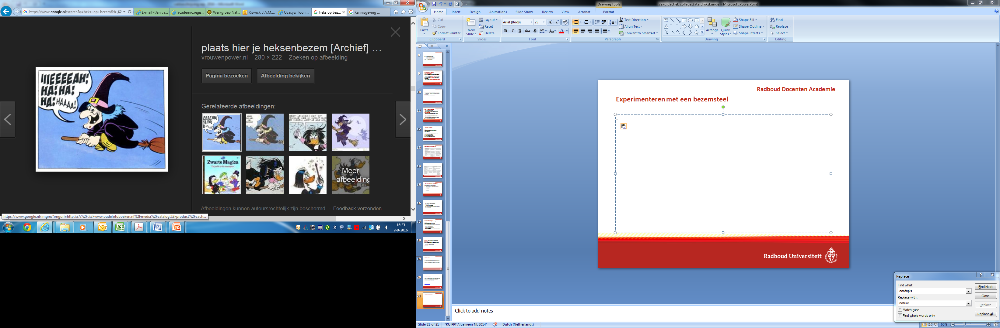 https://www.google.nl/search?q=heks+op+bezem&b
E-mail - Jan va...
academic.regis...
Werkgroep Nat...
Riswick, J.A.M....
Ocasys: Toon ...
heks op bez...
Kennisgeving ...
IIIEEEEAH!
HA! HA!
HA! HAAAA!
plaats hier je heksenbezem [Archief] ...
vrouwenpower.nl - 280 × 222 - Zoeken op afbeelding
Pagina bezoeken
Afbeelding bekijken
Gerelateerde afbeeldingen:
Zwarte Magica
Meer
afbeelding
Afbeeldingen kunnen auteursrechtelijk zijn beschermd. - Feedback verzenden
https://www.google.nl/imgres?imgurl=http%3A%2F%2Fwww.oudefotoboeken.nl%2Fmedia%2Fcatalog%2Fproduct%2Fcach...
16:23
9-9-2016
Drawing Tools
Vakdidactiek college 3 Aardrijkskunde - Microsoft PowerPoint
Home
Insert
Design
Animations
Slide Show
Review
View
Acrobat
Format
Paste
Cut
Copy
Format Painter
Clipboard
New
Slide
Layout
Reset
Delete
Slides
Arial (Body)
25
Font
Text Direction
Align Text
Convert to SmartArt
Paragraph
Arrange
Quick
Styles
Shape Fill
Shape Outline
Shape Effects
Drawing
Find
Replace
Select
Editing
8
9
10
11
12
13
14
15
16
17
18
19
20
21
Radboud Docenten Academie
Experimenteren met een bezemsteel
Radboud Universiteit
Click to add notes
Replace
Find what:
aardrijks
Replace with:
natuur
Match case
Find whole words only
Find Next
Close
Replace
Replace All
Slide 21 of 21
"RU PPT Algemeen NL 2014"
Dutch (Netherlands)
60%